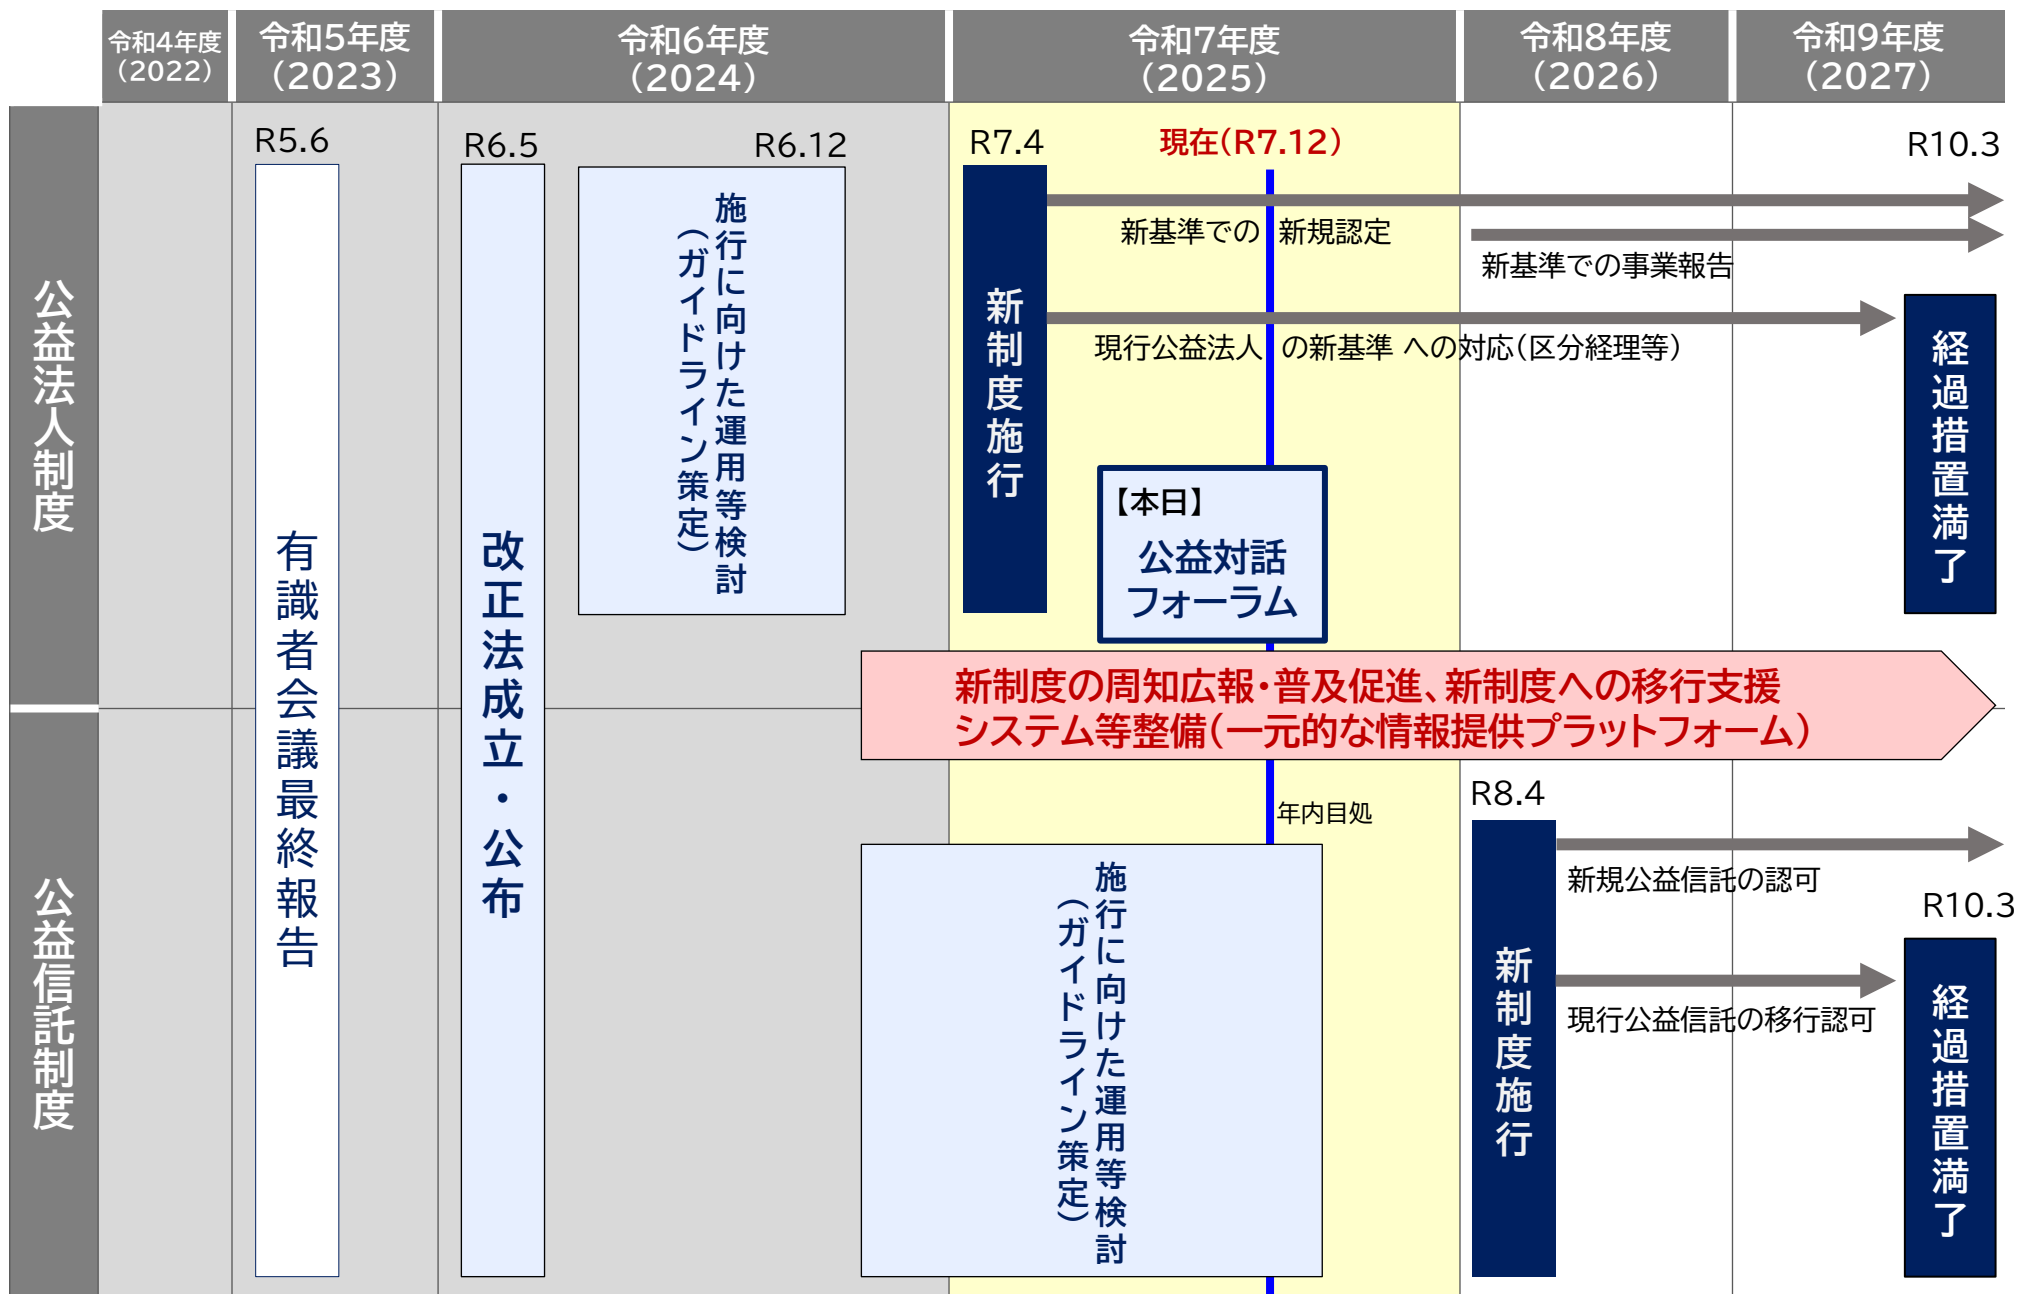 令和4年度
（2022）
令和5年度
（2023）
令和6年度
（2024）
令和7年度
（2025）
令和8年度
（2026）
令和9年度
（2027）
公益法人制度
R5.6
有識者会議最終報告
R6.5
改正法成立・公布
R6.12
施行に向けた運用等検討
（ガイドライン策定）
R7.4
新制度施行
現在（R7.12）
新基準での 新規認定
新基準での事業報告
現行公益法人 の新基準 への対応（区分経理等）
R10.3
経過措置満了
【本日】
公益対話
フォーラム
新制度の周知広報・普及促進、新制度への移行支援
システム等整備（一元的な情報提供プラットフォーム）
公益信託制度
年内目処
施行に向けた運用等検討
（ガイドライン策定）
R8.4
新制度施行
新規公益信託の認可
現行公益信託の移行認可
R10.3
経過措置満了